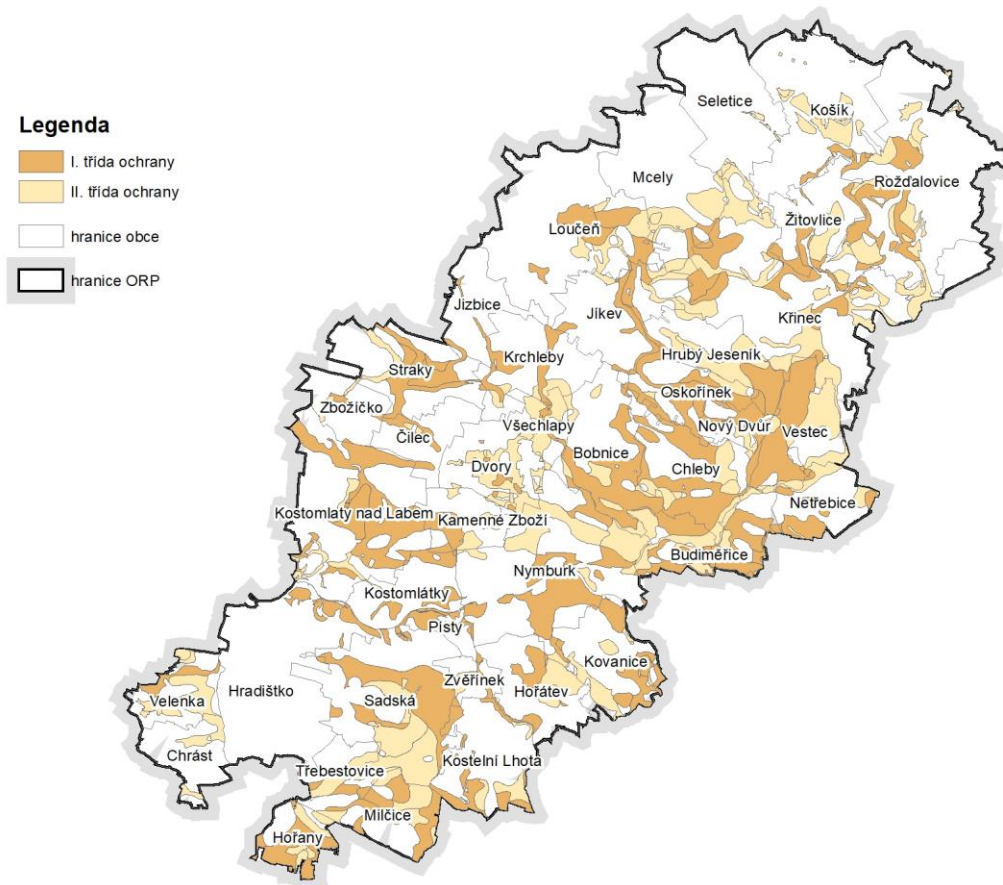 Legenda
I. třída ochrany
II. třída ochrany
hranice obce
hranice ORP
Seletice
Košík
Mcely
Rožďalovice
Loučeň
Žitovlice
Jizbice
Jíkev
Křinec
Krchleby
Hrubý Jeseník
Straky
Oskořínek
Zbožíčko
Čilec
Všechlapy
Nový Dvůr
Vestec
Bobnice
Dvory
Chleby
Netřebice
Kostomlaty nad Labem
Kamenné Zboží
Budiměřice
Nymburk
Kostomlátky
Písty
Kovanice
Zvěřínek
Hradištko
Velenka
Sadská
Hořátev
Chrást
Kostelní Lhota
Třebestovice
Milčice
Hořany